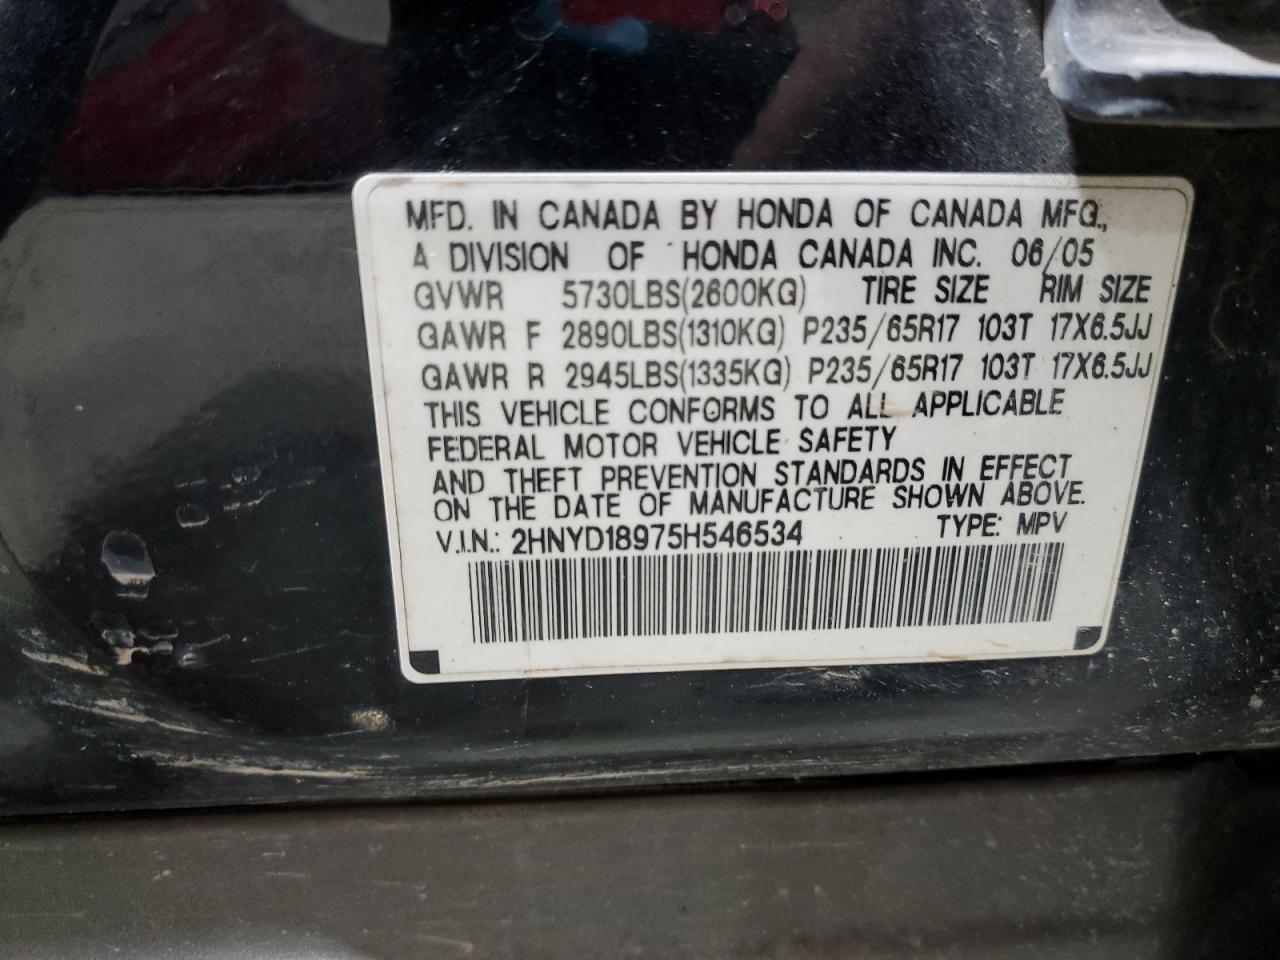 MFD. IN CANADA BY HONDA OF CANADA MFG.,
A DIVISION OF HONDA CANADA INC. 06/05
GVWR 5730LBS(2600KG) TIRE SIZE RIM SIZE
GAWR F 2890LBS(1310KG) P235/65R17 103T 17X6.5JJ
GAWR R 2945LBS(1335KG) P235/65R17 103T 17X6.5JJ
THIS VEHICLE CONFORMS TO ALL APPLICABLE
FEDERAL MOTOR VEHICLE SAFETY
AND THEFT PREVENTION STANDARDS IN EFFECT
ON THE DATE OF MANUFACTURE SHOWN ABOVE.
V.I.N.: 2HNYD18975H546534 TYPE: MPV